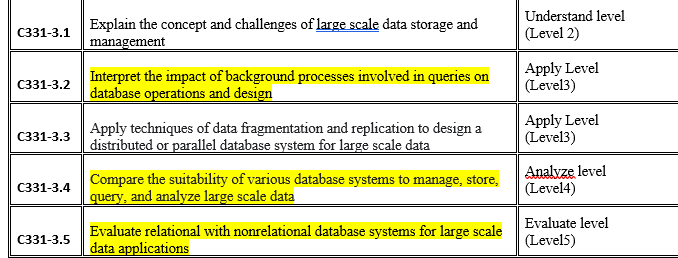 C331-3.1
Explain the concept and challenges of large scale data storage and
management
Understand level
(Level 2)
C331-3.2
Interpret the impact of background processes involved in queries on
database operations and design
Apply Level
(Level3)
C331-3.3
Apply techniques of data fragmentation and replication to design a
distributed or parallel database system for large scale data
Apply Level
(Level3)
C331-3.4
Compare the suitability of various database systems to manage, store,
query, and analyze large scale data
Analyze level
(Level4)
C331-3.5
Evaluate relational with nonrelational database systems for large scale
data applications
Evaluate level
(Level5)